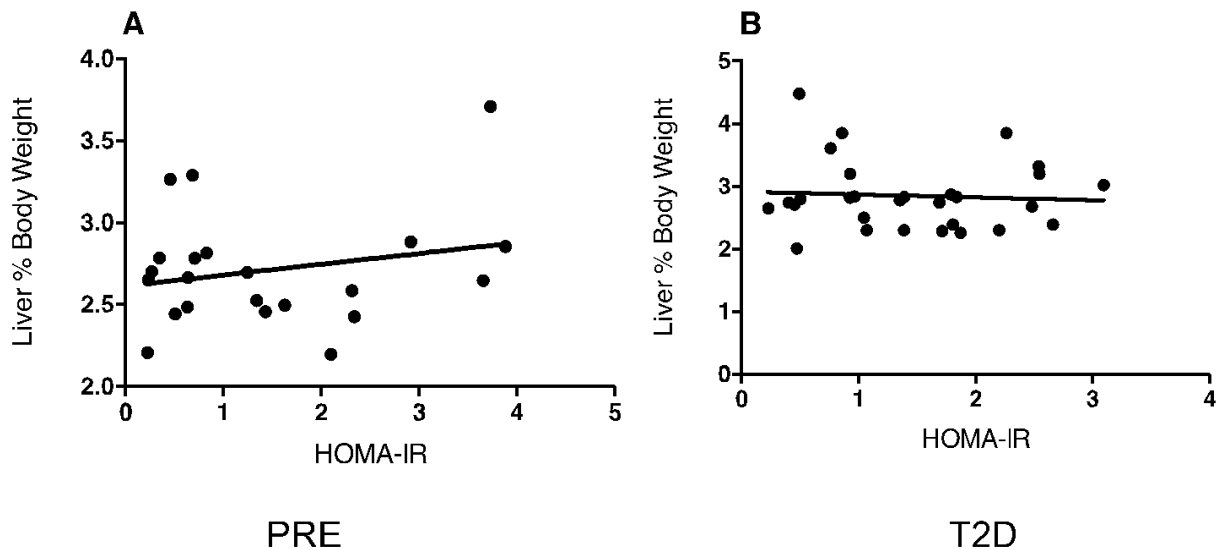 A
Liver % Body Weight
4.0
3.5
3.0
2.5
2.0
0 1 2 3 4 5
HOMA-IR
PRE
B
Liver % Body Weight
5
4
3
2
1
0
0 1 2 3 4
HOMA-IR
T2D